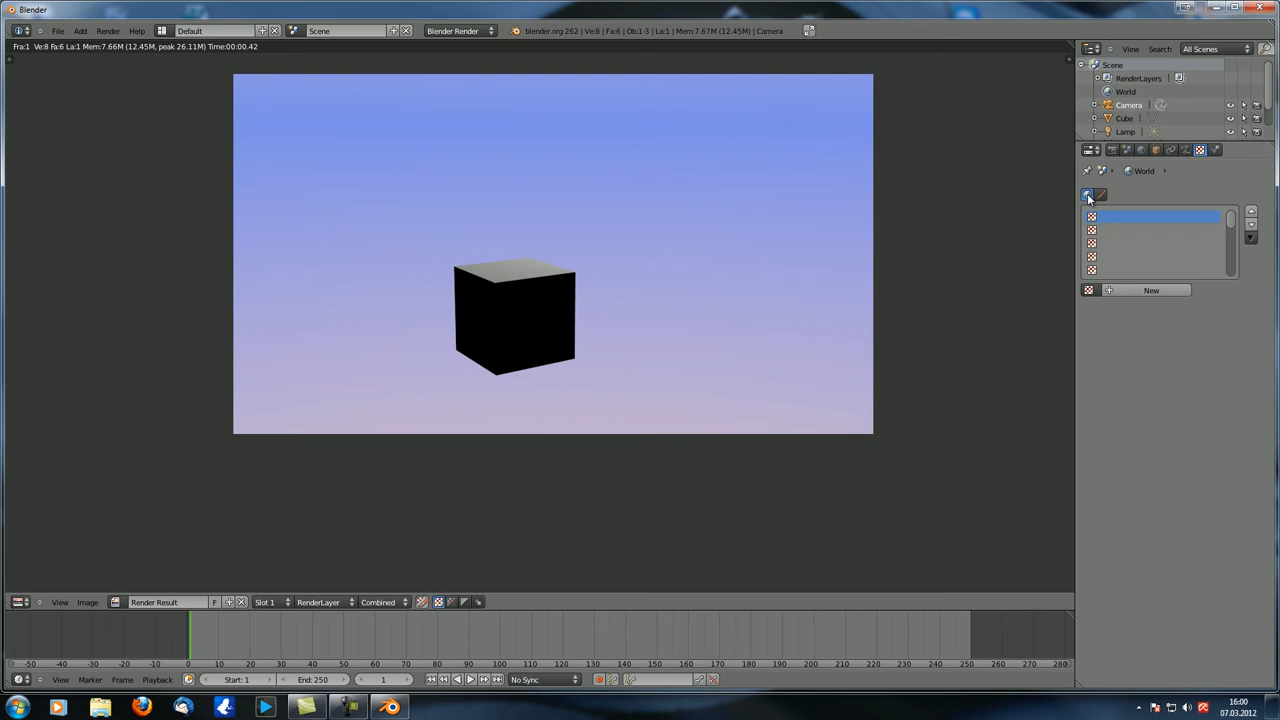 Blender
File Add Render Help Default Scene Blender Render blender.org 262 | Ve:8 | Fa:6 | Ob:1-3 | La:1 | Mem:7.67M (12.45M) | Camera
Fra:1 Ve:8 Fa:6 La:1 Mem:7.66M (12.45M, peak 26.11M) Time:00:00.42
View Search All Scenes
Scene
RenderLayers
World
Camera
Cube
Lamp
World
New
View Image Render Result F Slot 1 RenderLayer Combined
-50 -40 -30 -20 -10 0 10 20 30 40 50 60 70 80 90 100 110 120 130 140 150 160 170 180 190 200 210 220 230 240 250 260 270 280
View Marker Frame Playback Start: 1 End: 250 1 No Sync
16:00
07.03.2012